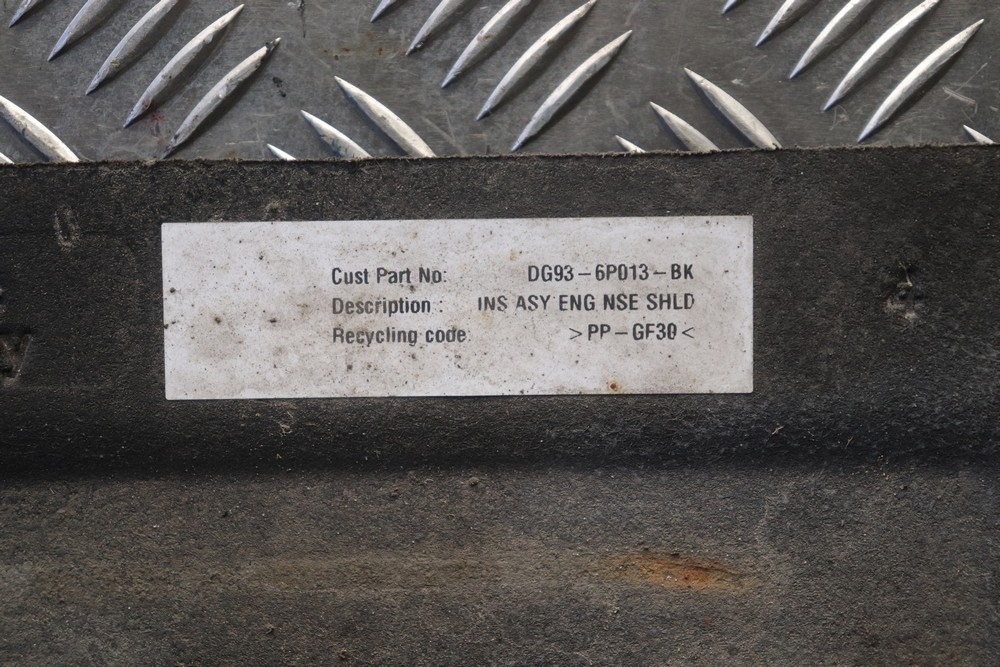 Cust Part No: DG93-6P013-BK
Description : INS ASY ENG NSE SHLD
Recycling code: >PP-GF30<